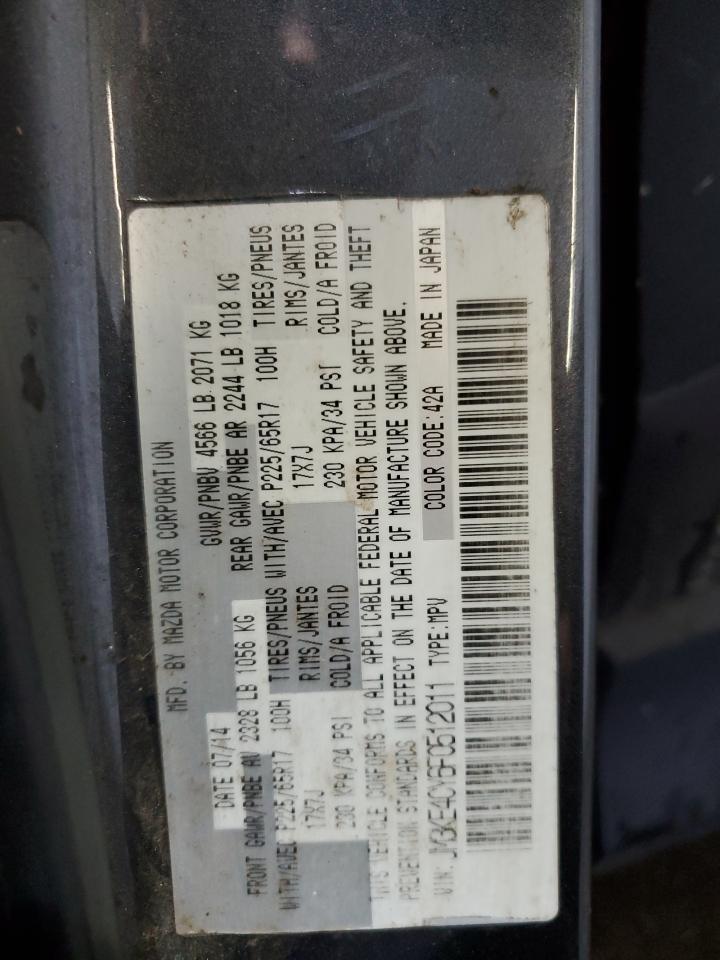 MFD. BY MAZDA MOTOR CORPORATION
DATE 07/14 GVWR/PNBV 4566 LB 2071 KG
FRONT GAWR/PNBE AV 2328 LB 1056 KG REAR GAWR/PNBE AR 2244 LB 1018 KG
WITH/AVEC P225/65R17 100H TIRES/PNEUS WITH/AVEC P225/65R17 100H TIRES/PNEUS
17X7J RIMS/JANTES 17X7J RIMS/JANTES
230 KPA/34 PSI COLD/A FROID 230 KPA/34 PSI COLD/A FROID
THIS VEHICLE CONFORMS TO ALL APPLICABLE FEDERAL MOTOR VEHICLE SAFETY AND THEFT
PREVENTION STANDARDS IN EFFECT ON THE DATE OF MANUFACTURE SHOWN ABOVE.
VIN: JM3KE4CY6F0512011 TYPE:MPV COLOR CODE:42A MADE IN JAPAN